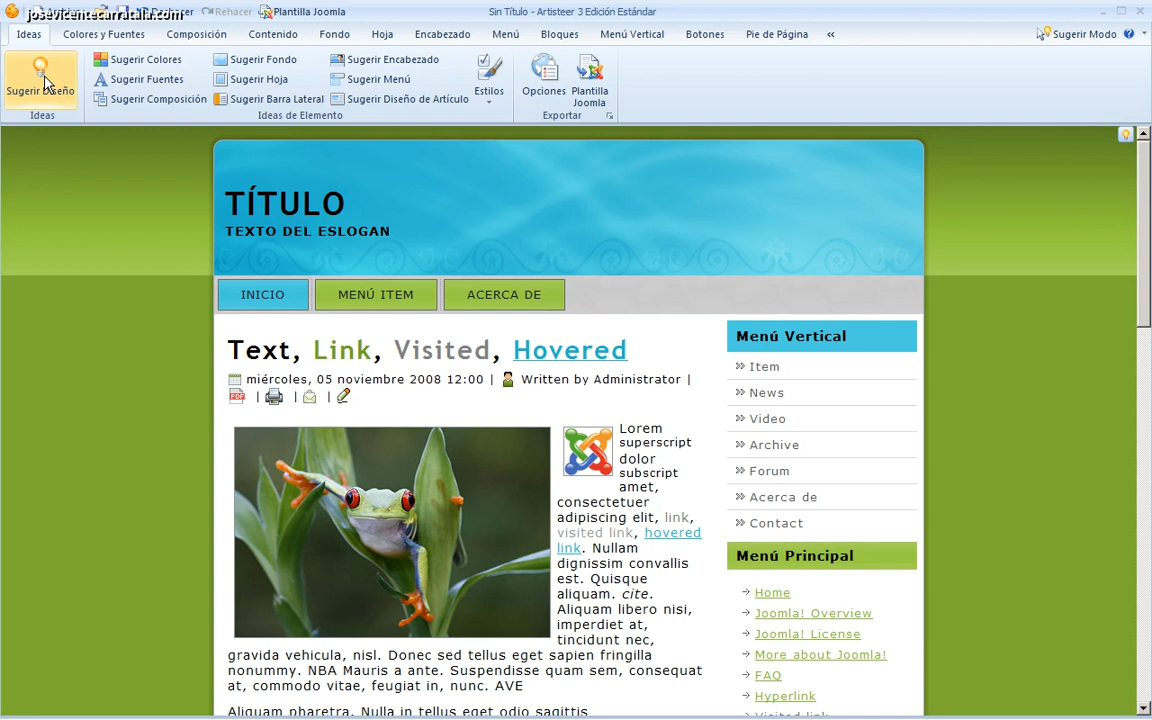 josevicentecarratala.com
Rehacer
Plantilla Joomla
Sin Título - Artisteer 3 Edición Estándar
Ideas
Colores y Fuentes
Composición
Contenido
Fondo
Hoja
Encabezado
Menú
Bloques
Menú Vertical
Botones
Pie de Página
«
Sugerir Modo
Sugerir Diseño
Sugerir Colores
Sugerir Fuentes
Sugerir Composición
Sugerir Fondo
Sugerir Hoja
Sugerir Barra Lateral
Sugerir Encabezado
Sugerir Menú
Sugerir Diseño de Artículo
Estilos
Opciones
Plantilla
Joomla
Ideas
Ideas de Elemento
Exportar
TÍTULO
TEXTO DEL ESLOGAN
INICIO
MENÚ ITEM
ACERCA DE
Text, Link, Visited, Hovered
miércoles, 05 noviembre 2008 12:00 | Written by Administrator |
PDF | | |
Lorem
superscript
dolor
subscript
amet,
consectetuer
adipiscing elit, link,
visited link, hovered
link. Nullam
dignissim convallis
est. Quisque
aliquam. cite.
Aliquam libero nisi,
imperdiet at,
tincidunt nec,
gravida vehicula, nisl. Donec sed tellus eget sapien fringilla
nonummy. NBA Mauris a ante. Suspendisse quam sem, consequat
at, commodo vitae, feugiat in, nunc. AVE
Aliquam pharetra. Nulla in tellus eget odio sagittis
Menú Vertical
Item
News
Video
Archive
Forum
Acerca de
Contact
Menú Principal
Home
Joomla! Overview
Joomla! License
More about Joomla!
FAQ
Hyperlink
Visited link